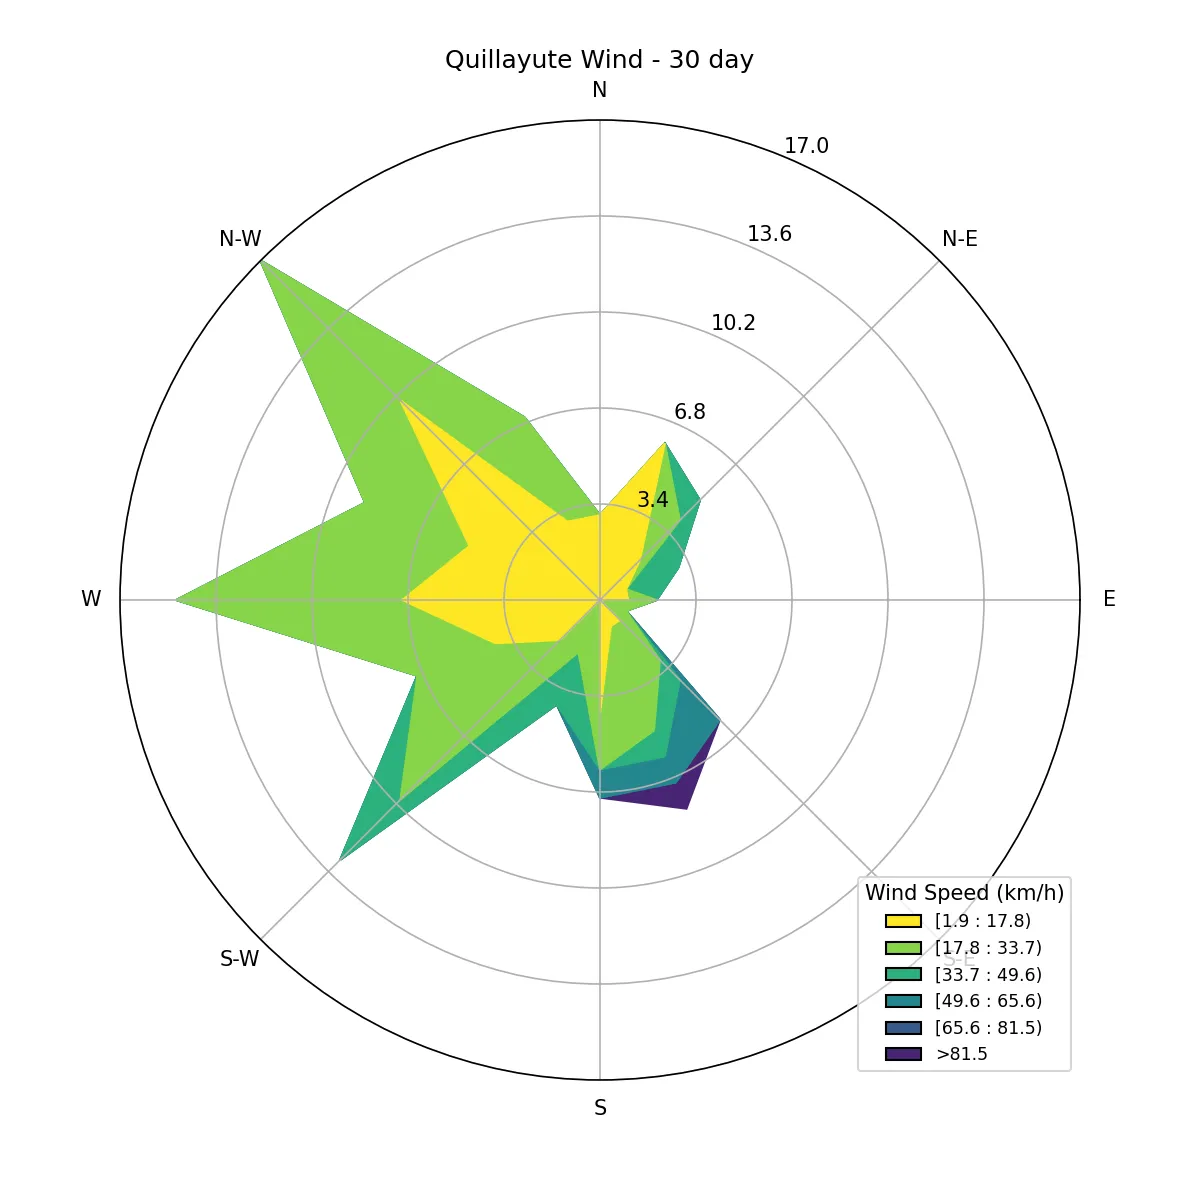 Quillayute Wind - 30 day
N
17.0
13.6
N-W
N-E
10.2
6.8
3.4
W
E
Wind Speed (km/h)
[1.9 : 17.8)
[17.8 : 33.7)
S-W
S-E
[33.7 : 49.6)
[49.6 : 65.6)
[65.6 : 81.5)
>81.5
S